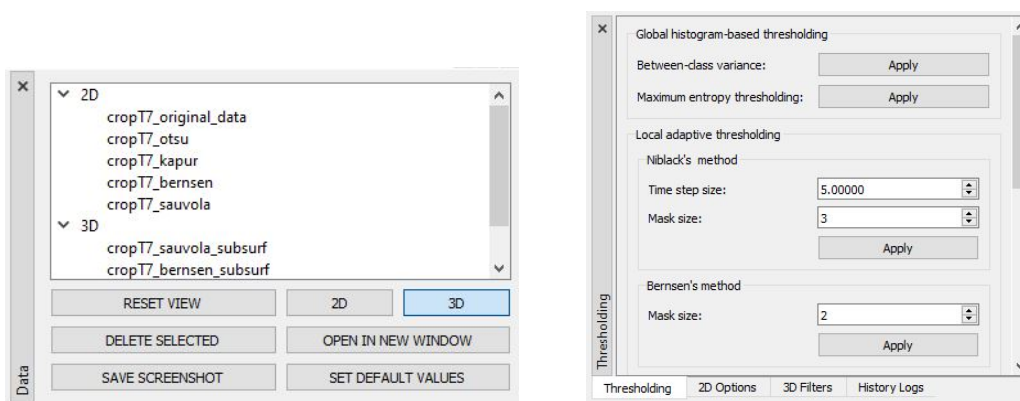 2D
cropT7_original_data
cropT7_otsu
cropT7_kapur
cropT7_bernsen
cropT7_sauvola
3D
cropT7_sauvola_subsurf
cropT7_bernsen_subsurf
RESET VIEW 2D 3D
DELETE SELECTED OPEN IN NEW WINDOW
SAVE SCREENSHOT SET DEFAULT VALUES
Data
Global histogram-based thresholding
Between-class variance: Apply
Maximum entropy thresholding: Apply
Local adaptive thresholding
Niblack's method
Time step size: 5.00000
Mask size: 3
Apply
Bernsen's method
Mask size: 2
Apply
Thresholding
Thresholding 2D Options 3D Filters History Logs